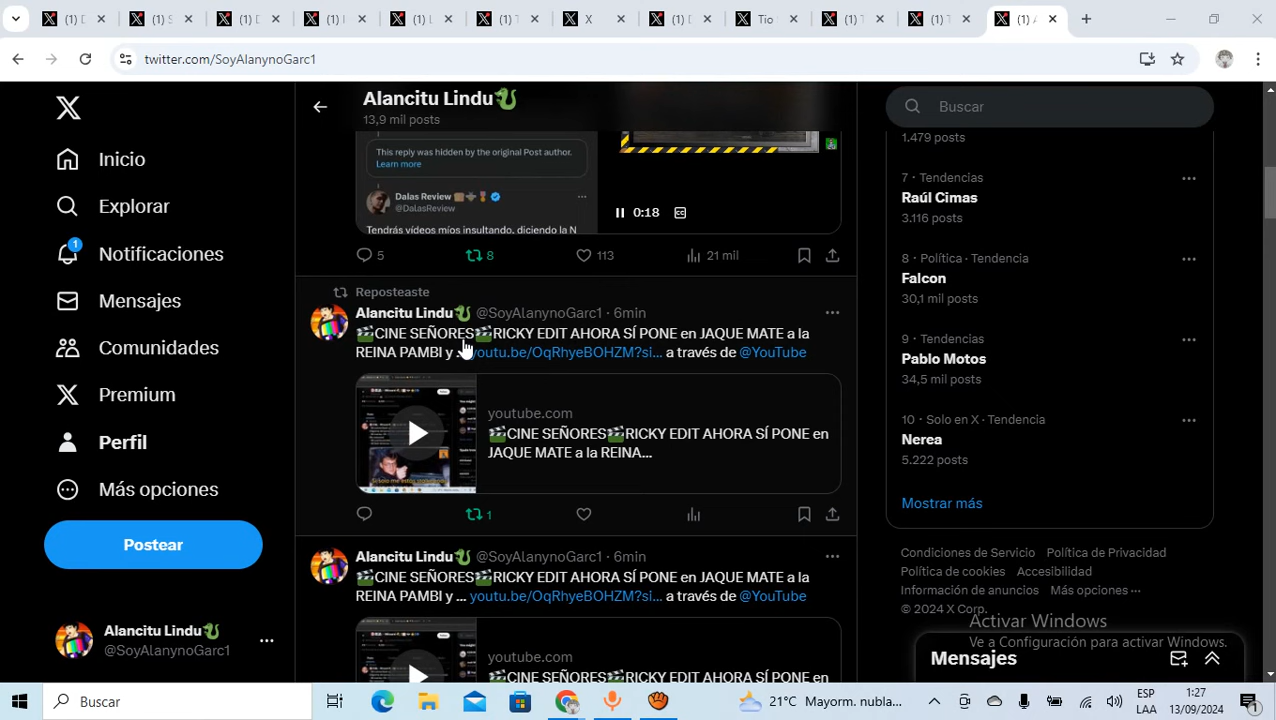 twitter.com/SoyAlanynoGarc1
Inicio
Explorar
1
Notificaciones
Mensajes
Comunidades
Premium
Perfil
Más opciones
Postear
Alancitu Lindu🐉
@SoyAlanynoGarc1
Alancitu Lindu🐉
13,9 mil posts
This reply was hidden by the original Post author.
Learn more
Dalas Review
@DalasReview
Tendrás vídeos míos insultando, diciendo la N
0:18
5
8
113
21 mil
Reposteaste
Alancitu Lindu🐉 @SoyAlanynoGarc1 · 6min
🎬CINE SEÑORES🎬RICKY EDIT AHORA SÍ PONE en JAQUE MATE a la
REINA PAMBI y ... youtu.be/OqRhyeBOHZM?si... a través de @YouTube
youtube.com
🎬CINE SEÑORES🎬RICKY EDIT AHORA SÍ PONE en
JAQUE MATE a la REINA...
1
Alancitu Lindu🐉 @SoyAlanynoGarc1 · 6min
🎬CINE SEÑORES🎬RICKY EDIT AHORA SÍ PONE en JAQUE MATE a la
REINA PAMBI y ... youtu.be/OqRhyeBOHZM?si... a través de @YouTube
youtube.com
🎬CINE SEÑORES🎬RICKY EDIT AHORA SÍ PONE en
Buscar
1.479 posts
7 · Tendencias
Raúl Cimas
3.116 posts
8 · Política · Tendencia
Falcon
30,1 mil posts
9 · Tendencias
Pablo Motos
34,5 mil posts
10 · Solo en X · Tendencia
Nerea
5.222 posts
Mostrar más
Condiciones de Servicio Política de Privacidad
Política de cookies Accesibilidad
Información de anuncios Más opciones ···
© 2024 X Corp.
Activar Windows
Ve a Configuración para activar Windows.
Mensajes
Buscar
21°C Mayorm. nubla...
ESP
LAA
1:27
13/09/2024